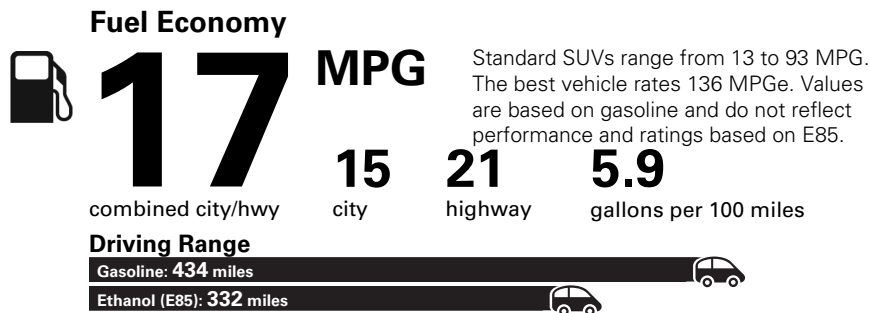 Fuel Economy
17 MPG
Standard SUVs range from 13 to 93 MPG.
The best vehicle rates 136 MPGe. Values
are based on gasoline and do not reflect
performance and ratings based on E85.
combined city/hwy
15
city
21
highway
5.9
gallons per 100 miles
Driving Range
Gasoline: 434 miles
Ethanol (E85): 332 miles